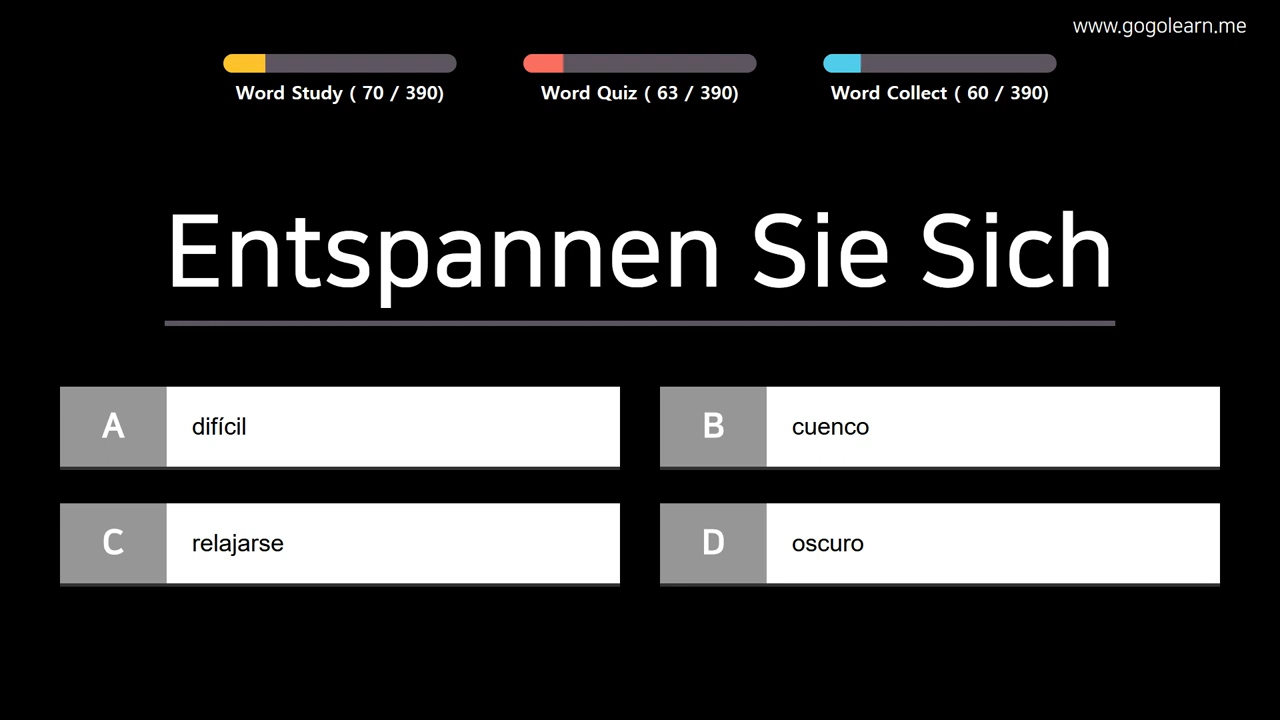 www.gogolearn.me
Word Study ( 70 / 390)
Word Quiz ( 63 / 390)
Word Collect ( 60 / 390)
Entspannen Sie Sich
A difícil
B cuenco
C relajarse
D oscuro